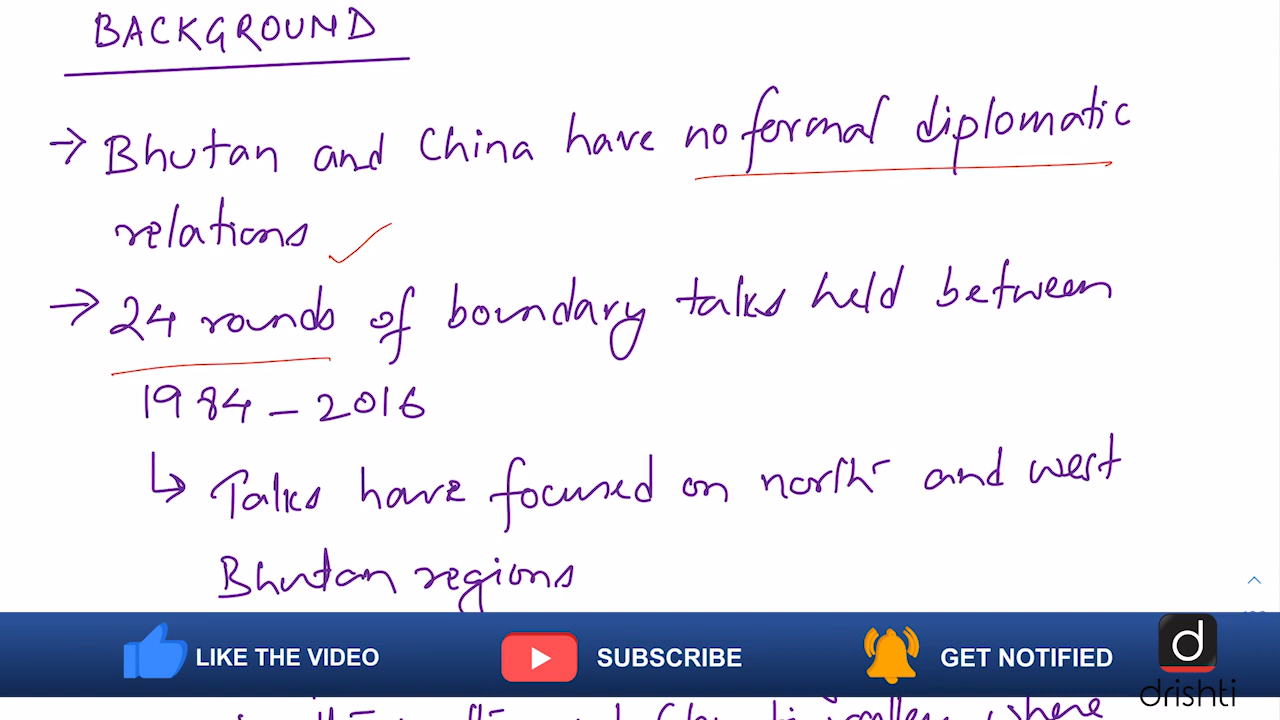 BACKGROUND
→ Bhutan and China have no formal diplomatic
relations ✓
→ 24 rounds of boundary talks held between
1984 – 2016
↳ Talks have focused on north and west
Bhutan regions
LIKE THE VIDEO SUBSCRIBE GET NOTIFIED
d
drishti
where